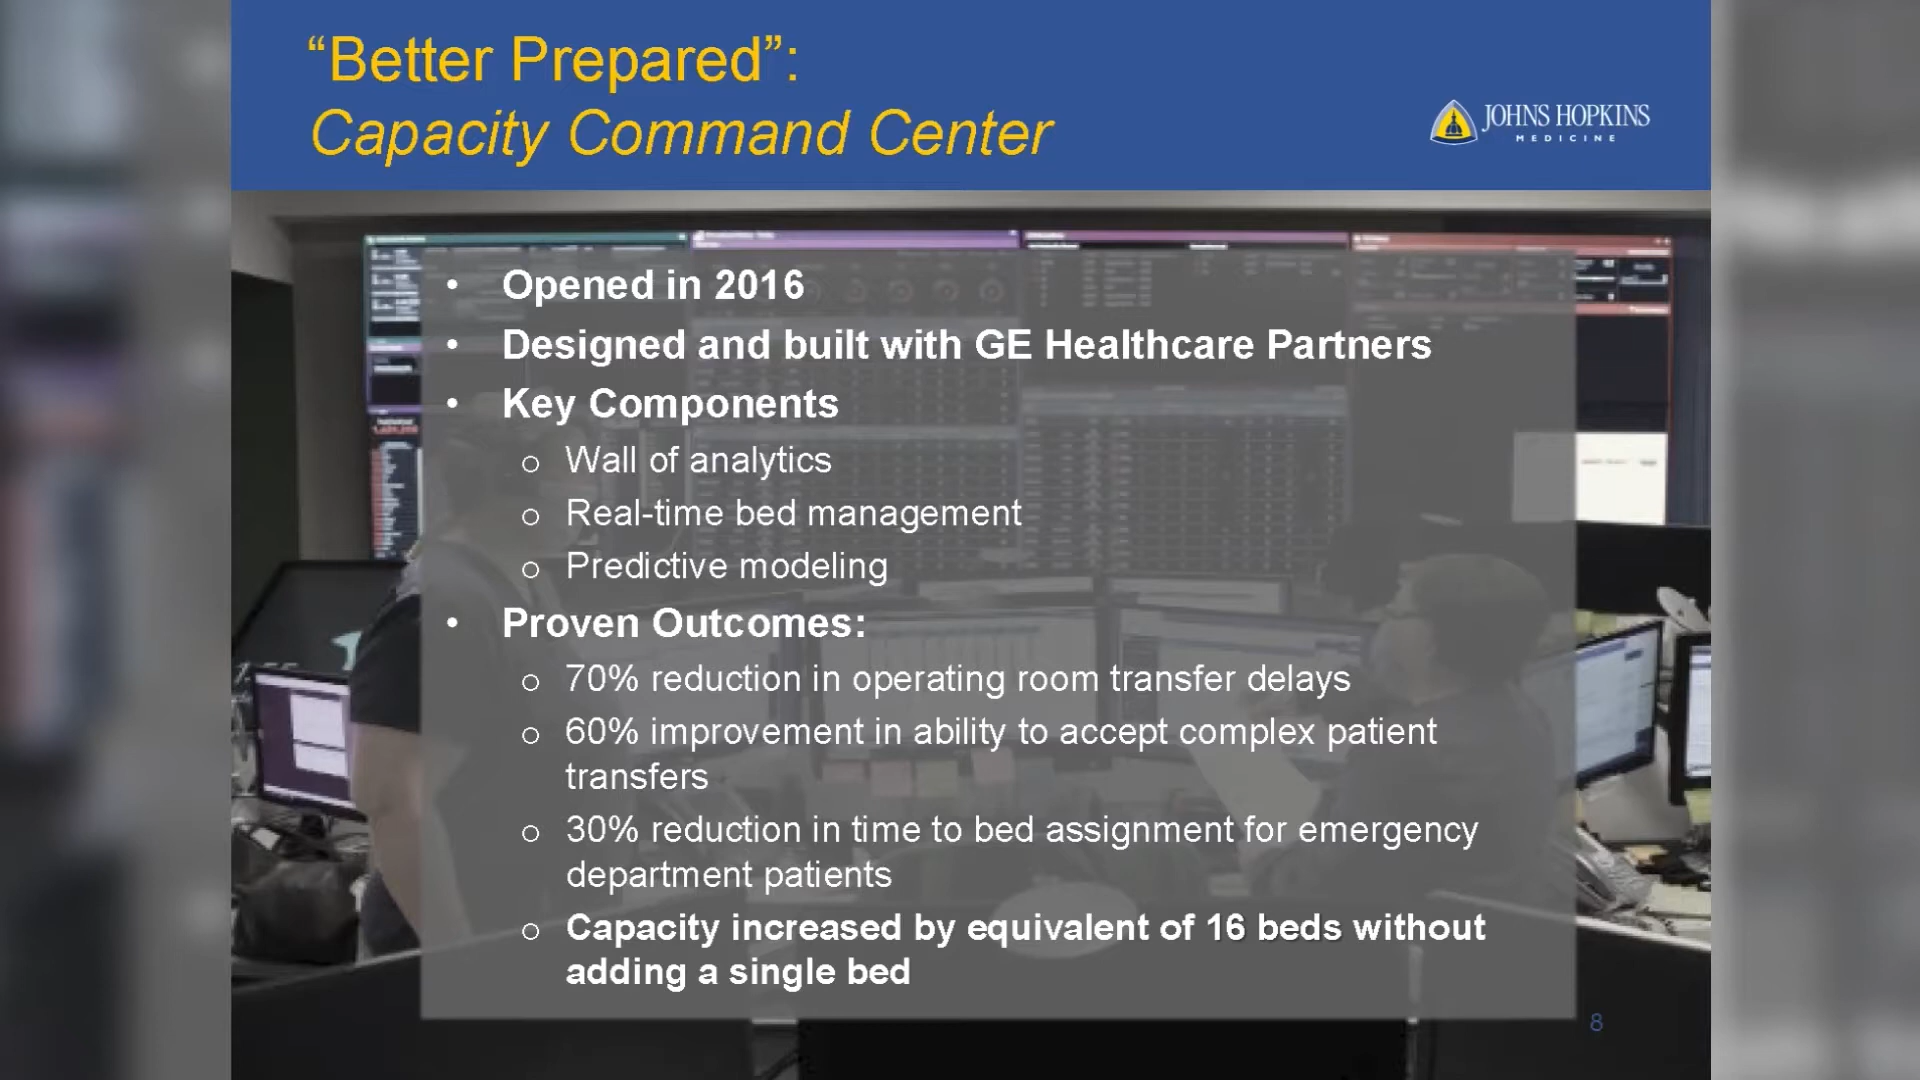 “Better Prepared”:
Capacity Command Center
JOHNS HOPKINS
MEDICINE
• Opened in 2016
• Designed and built with GE Healthcare Partners
• Key Components
o Wall of analytics
o Real-time bed management
o Predictive modeling
• Proven Outcomes:
o 70% reduction in operating room transfer delays
o 60% improvement in ability to accept complex patient
transfers
o 30% reduction in time to bed assignment for emergency
department patients
o Capacity increased by equivalent of 16 beds without
adding a single bed
8